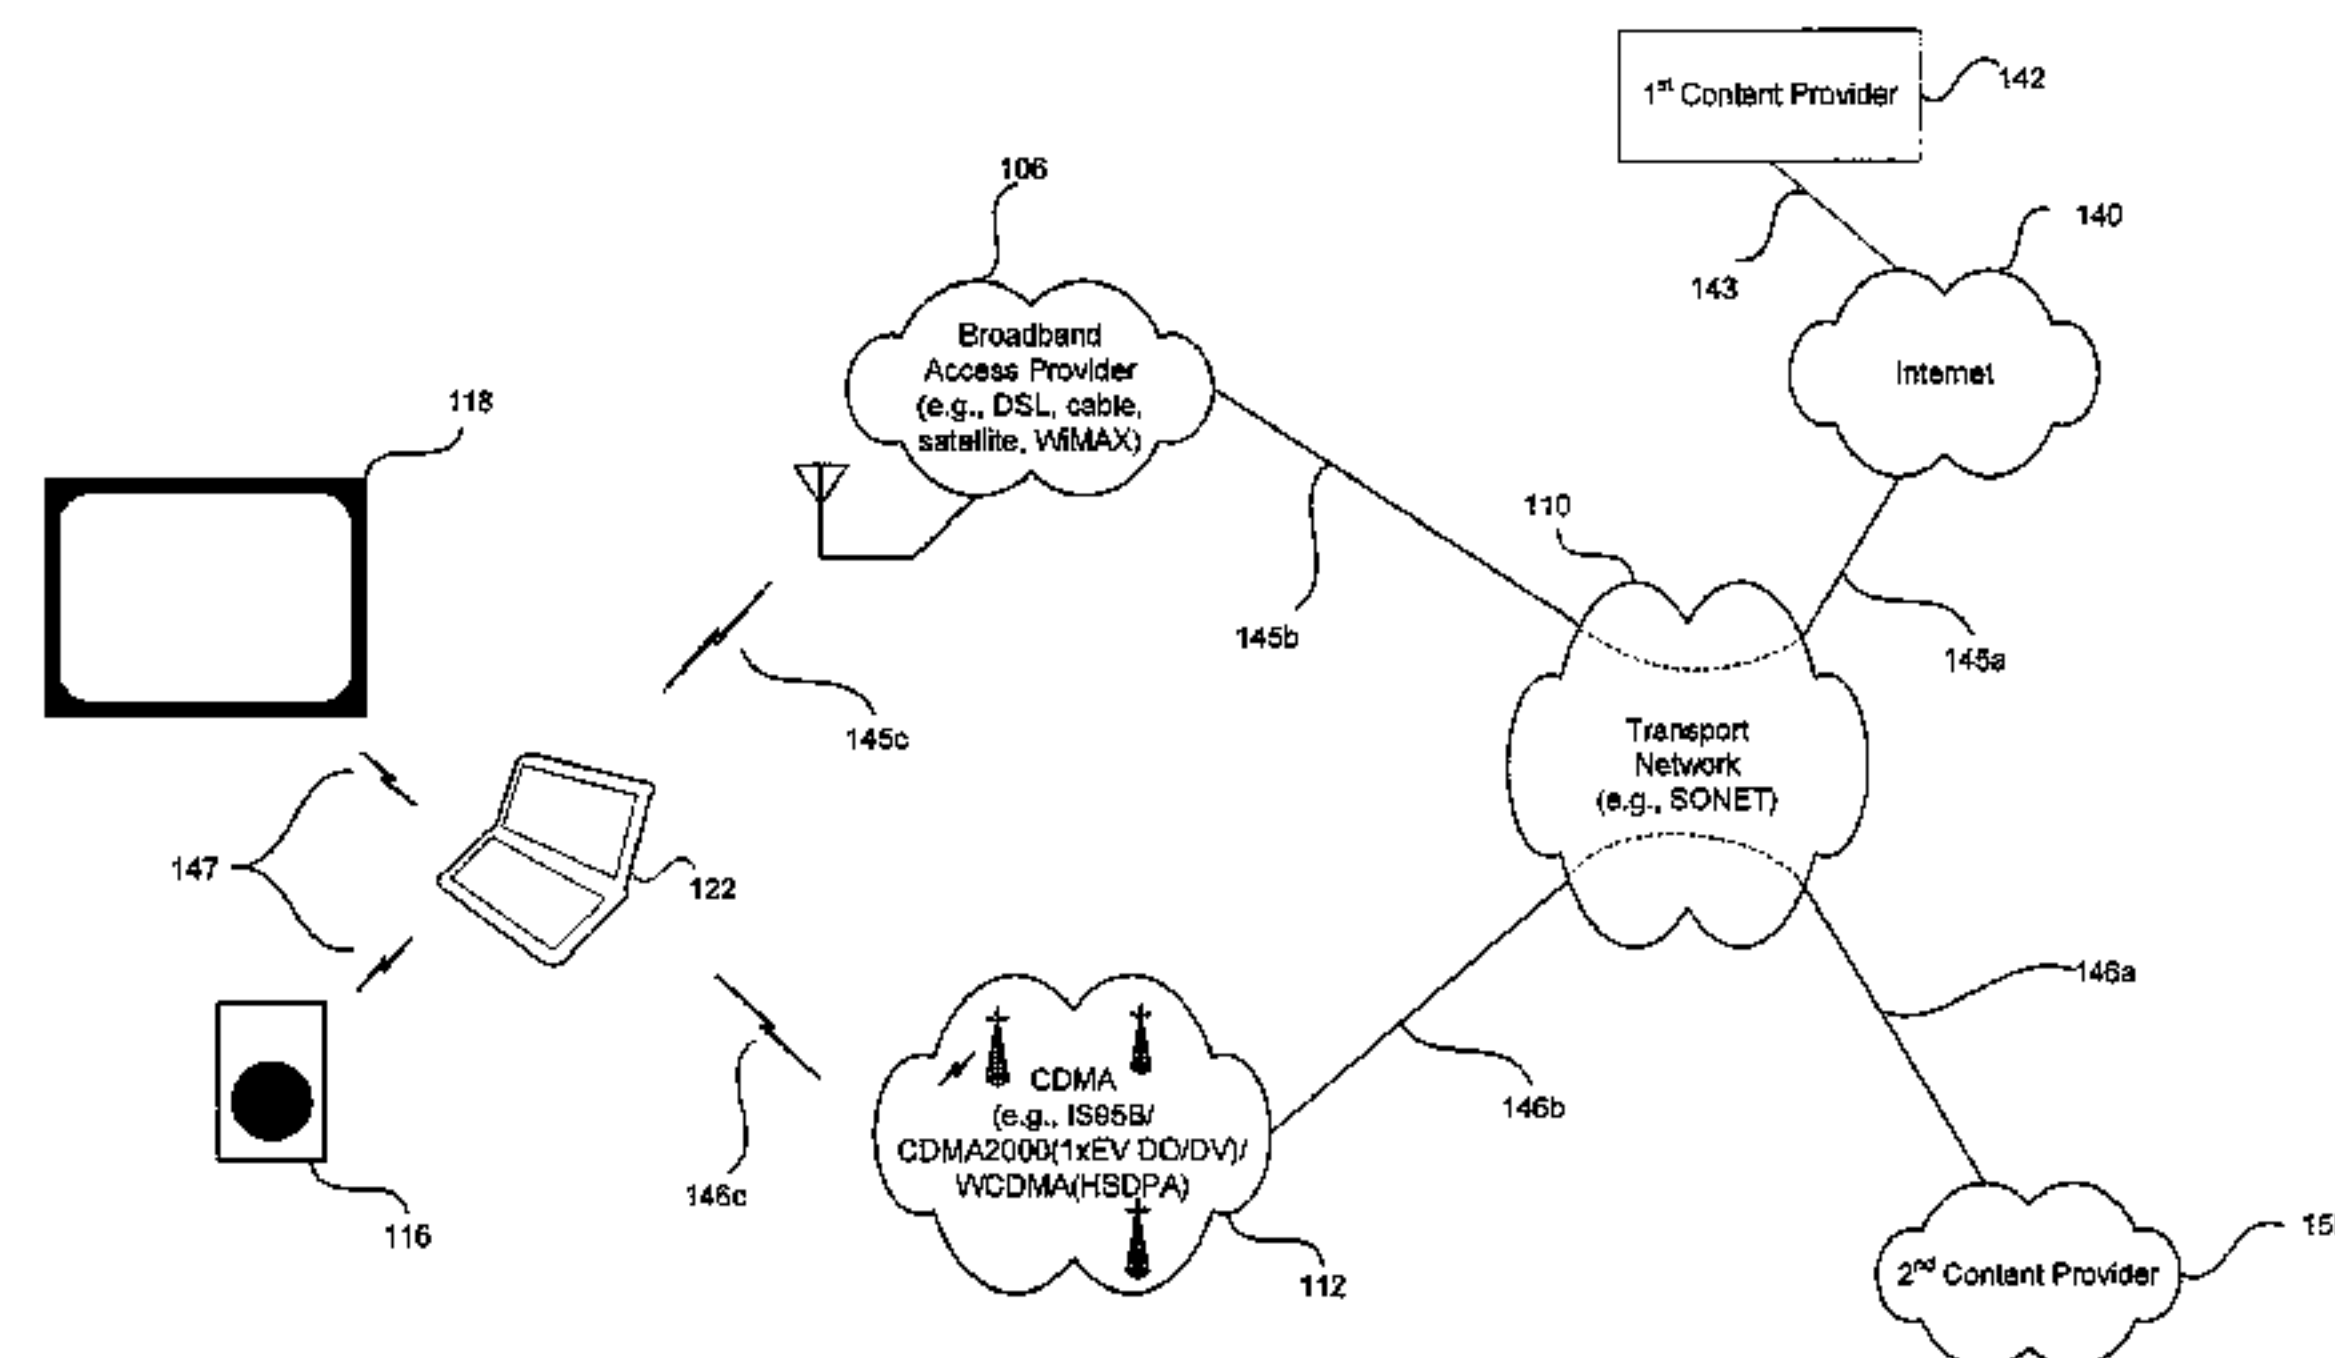 1st Content Provider
142
106
140
143
Broadband
Access Provider
(e.g., DSL, cable,
satellite, WiMAX)
Internet
118
110
145b
145a
145c
Transport
Network
(e.g., SONET)
147
122
146a
CDMA
(e.g., IS95B/
CDMA2000(1xEV DO/DV)/
WCDMA(HSDPA)
146b
146c
116
112
2nd Content Provider